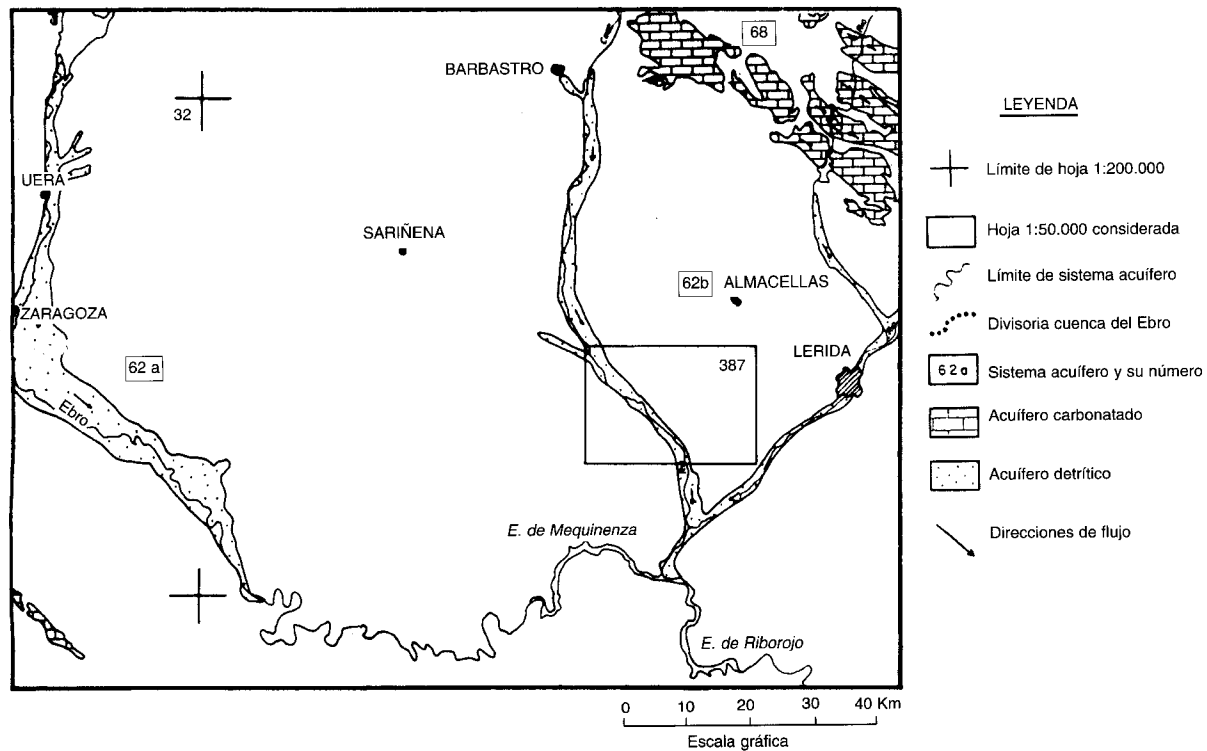 68
BARBASTRO
32
UERA
SARIÑENA
62b
ALMACELLAS
ZARAGOZA
LERIDA
387
62 a
Ebro
E. de Mequinenza
E. de Riborojo
0 10 20 30 40 Km
Escala gráfica
LEYENDA
Límite de hoja 1:200.000
Hoja 1:50.000 considerada
Límite de sistema acuífero
Divisoria cuenca del Ebro
62a Sistema acuífero y su número
Acuífero carbonatado
Acuífero detrítico
Direcciones de flujo